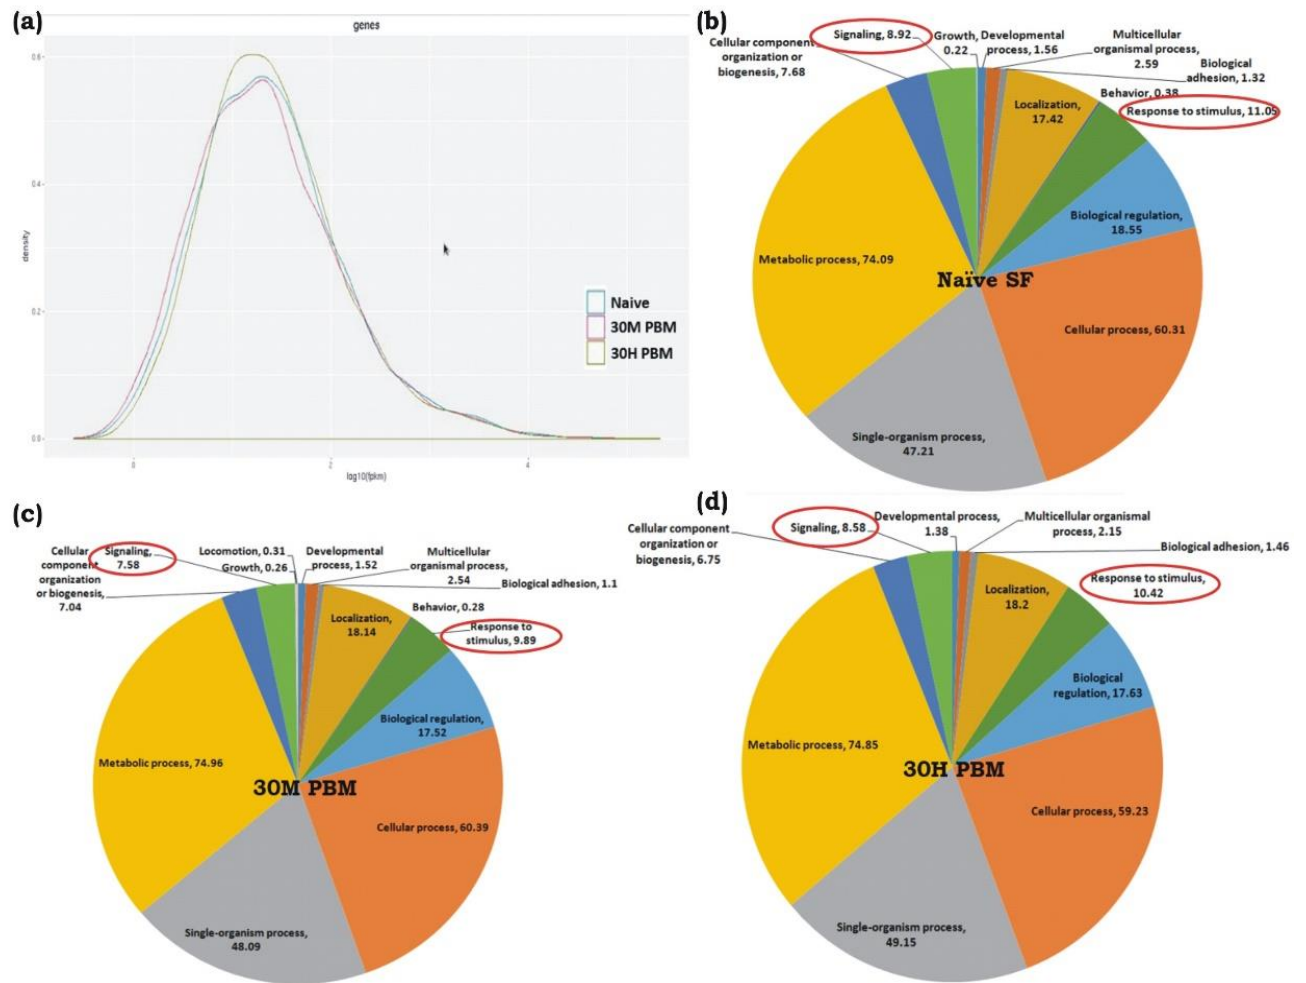 (a)
genes
0.6
0.4
0.2
0.0
density
0
2
4
log10(fpkm)
Naive
30M PBM
30H PBM
(b)
Signaling, 8.92
Cellular component
organization or
biogenesis, 7.68
Growth,
0.22
Developmental
process, 1.56
Multicellular
organismal process,
2.59
Biological
adhesion, 1.32
Behavior, 0.38
Response to stimulus, 11.05
Localization,
17.42
Biological regulation,
18.55
Metabolic process, 74.09
Naïve SF
Cellular process, 60.31
Single-organism process,
47.21
(c)
Cellular
component
organization
or biogenesis,
7.04
Signaling,
7.58
Locomotion, 0.31
Growth, 0.26
Developmental
process, 1.52
Multicellular
organismal process,
2.54
Biological adhesion, 1.1
Behavior, 0.28
Response to
stimulus, 9.89
Localization,
18.14
Biological regulation,
17.52
Metabolic process, 74.96
30M PBM
Cellular process, 60.39
Single-organism process,
48.09
(d)
Cellular component
organization or
biogenesis, 6.75
Signaling, 8.58
Developmental process,
1.38
Multicellular organismal
process, 2.15
Biological adhesion, 1.46
Response to stimulus,
10.42
Localization,
18.2
Biological
regulation, 17.63
Metabolic process, 74.85
30H PBM
Cellular process, 59.23
Single-organism process,
49.15